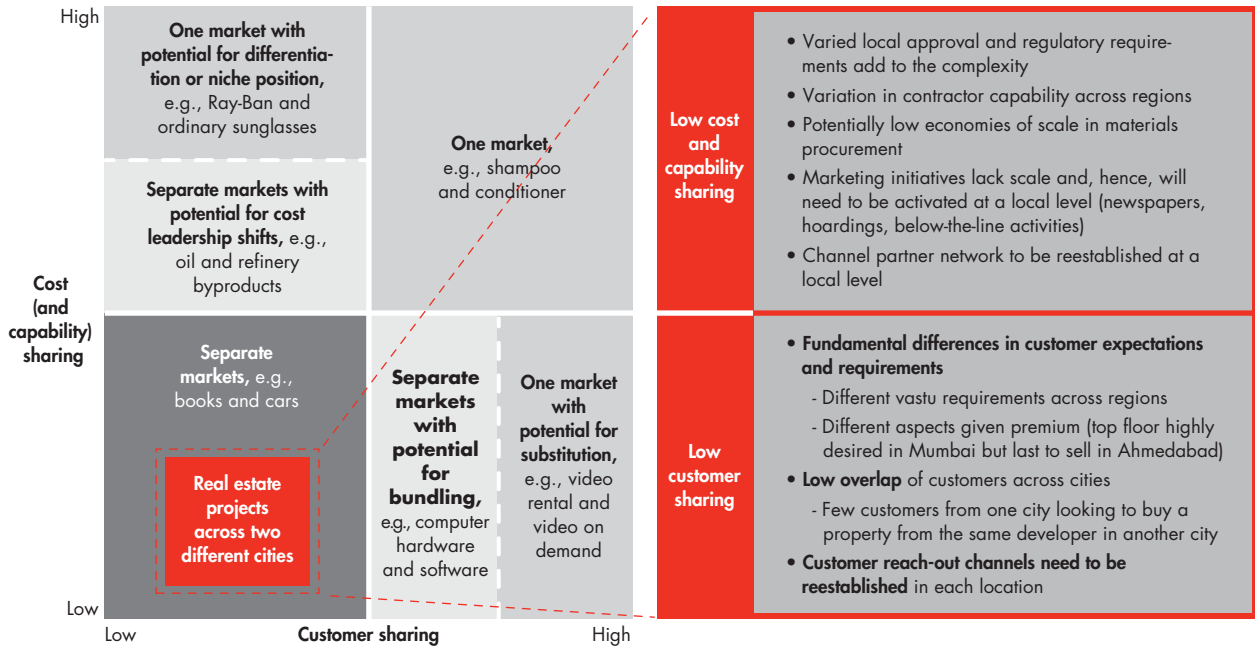 High
One market with
potential for differentia-
tion or niche position,
e.g., Ray-Ban and
ordinary sunglasses
Separate markets with
potential for cost
leadership shifts, e.g.,
oil and refinery
byproducts
One market,
e.g., shampoo
and conditioner
Cost
(and
capability)
sharing
Separate
markets, e.g.,
books and cars
Real estate
projects
across two
different cities
Separate
markets
with
potential
for
bundling,
e.g., computer
hardware
and software
One market
with
potential for
substitution,
e.g., video
rental and
video on
demand
Low
Low
Customer sharing
High
Low cost
and
capability
sharing
• Varied local approval and regulatory require-
ments add to the complexity
• Variation in contractor capability across regions
• Potentially low economies of scale in materials
procurement
• Marketing initiatives lack scale and, hence, will
need to be activated at a local level (newspapers,
hoardings, below-the-line activities)
• Channel partner network to be reestablished at a
local level
Low
customer
sharing
• Fundamental differences in customer expectations
and requirements
- Different vastu requirements across regions
- Different aspects given premium (top floor highly
desired in Mumbai but last to sell in Ahmedabad)
• Low overlap of customers across cities
- Few customers from one city looking to buy a
property from the same developer in another city
• Customer reach-out channels need to be
reestablished in each location